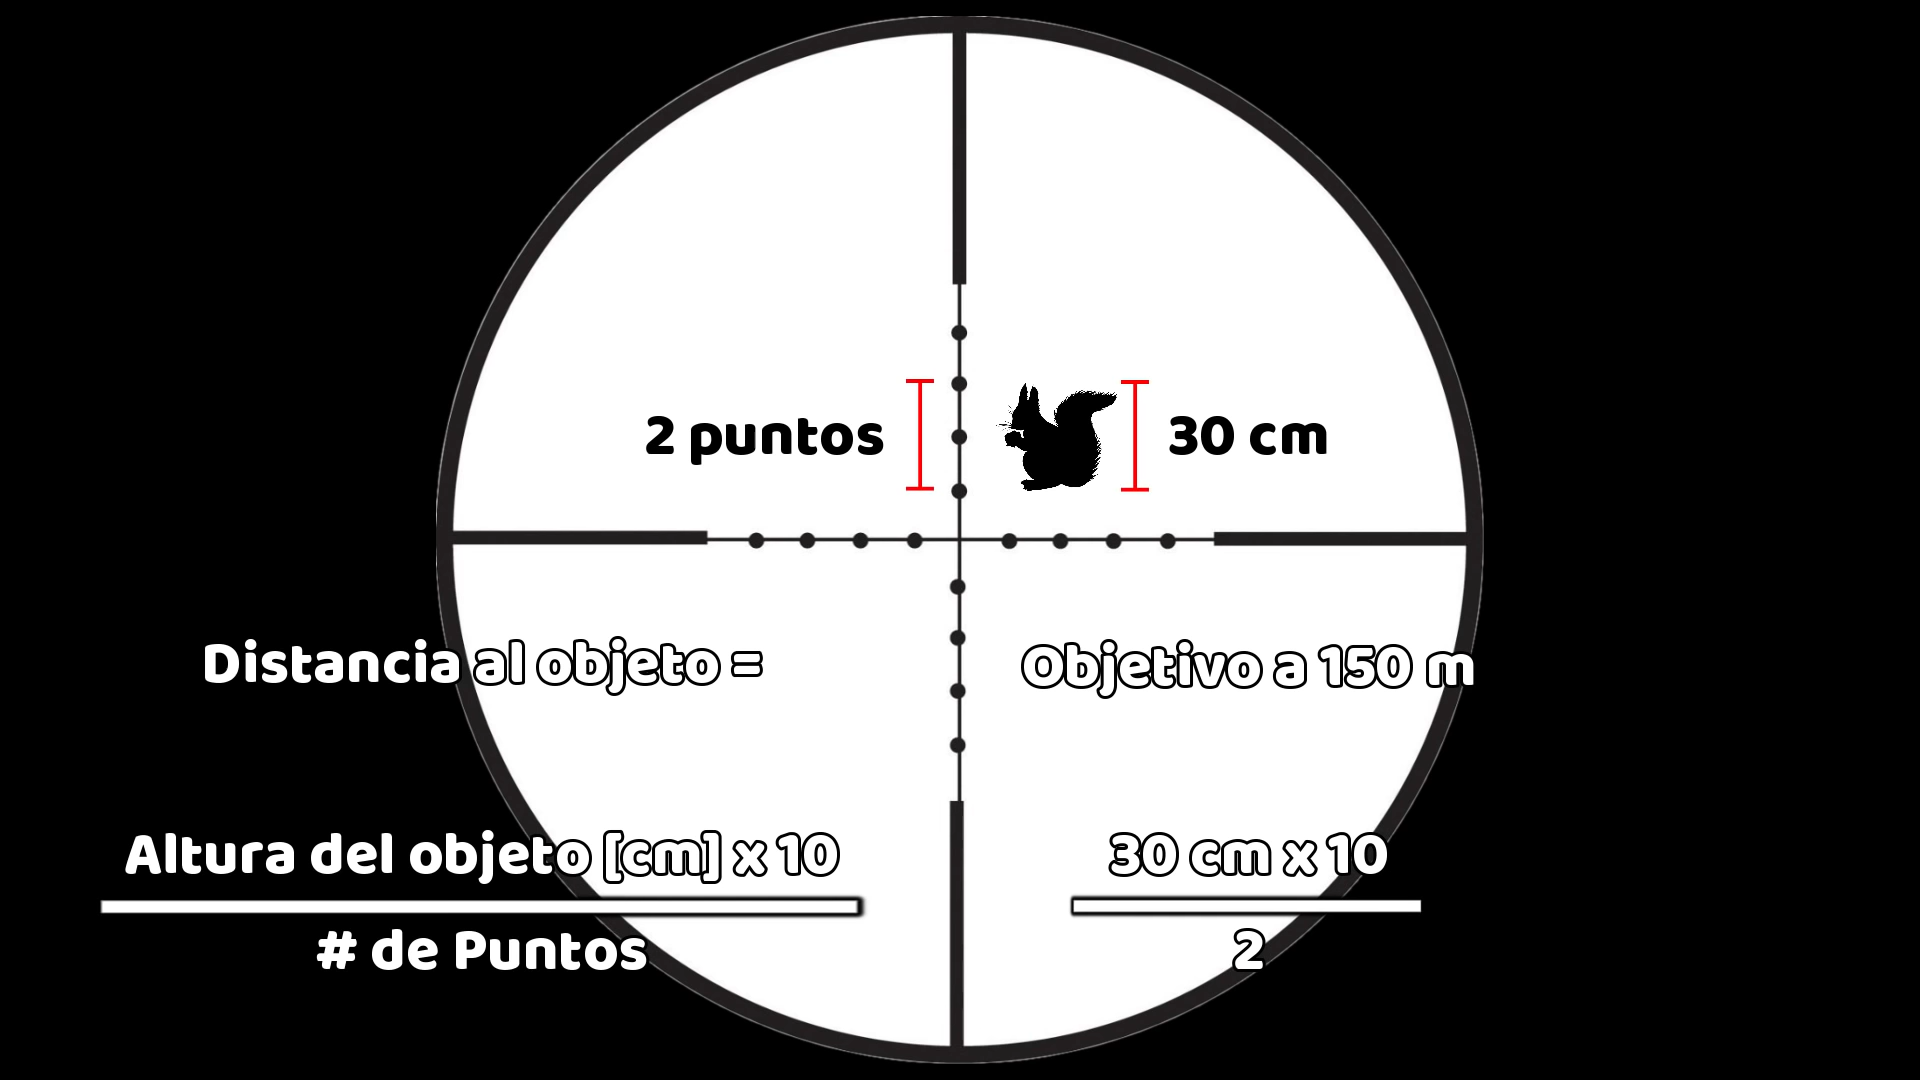 2 puntos
30 cm
Distancia al objeto =
Objetivo a 150 m
Altura del objeto [cm] x 10
# de Puntos
30 cm x 10
2